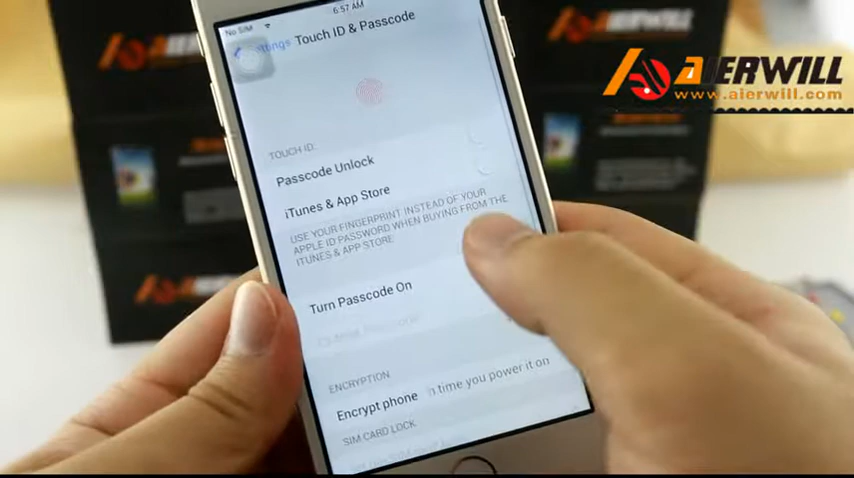 No SIM
6:57 AM
ttings
Touch ID & Passcode
AIERWILL
www.aierwill.com
TOUCH ID.
Passcode Unlock
iTunes & App Store
USE YOUR FINGERPRINT INSTEAD OF YOUR
APPLE ID PASSWORD WHEN BUYING FROM THE
ITUNES & APP STORE.
Turn Passcode On
ENCRYPTION
Encrypt phone
n time you power it on
SIM CARD LOCK